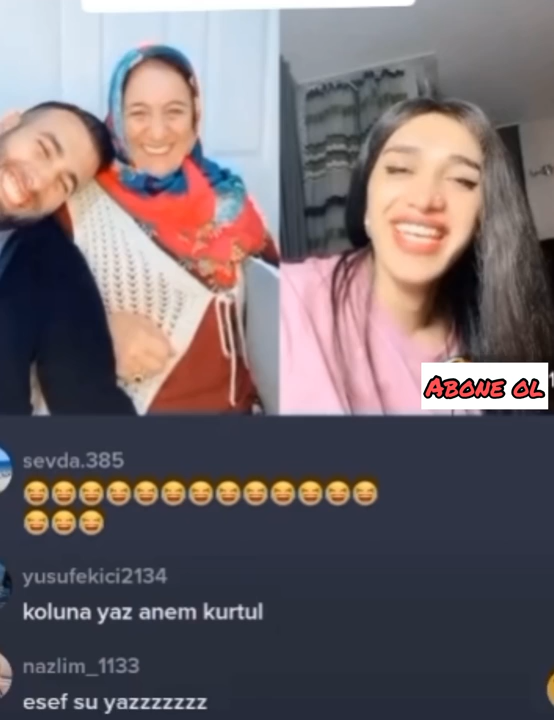 ABONE OL
sevda.385
😂😂😂😂😂😂😂😂😂😂😂😂😂
😂😂😂
yusufekici2134
koluna yaz anem kurtul
nazlim_1133
esef su yazzzzzzz